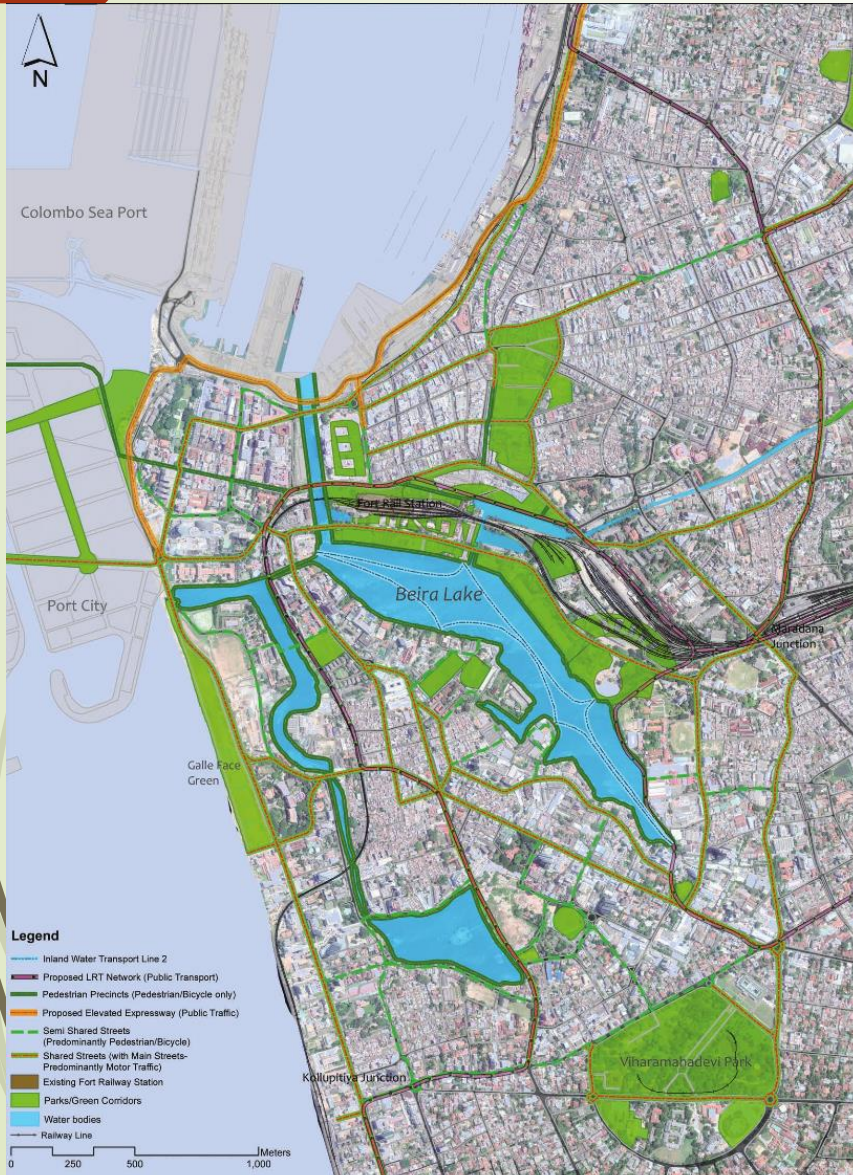 N
Colombo Sea Port
Fort Rail Station
Beira Lake
Port City
Maradana
Junction
Galle Face
Green
Viharamahadevi Park
Kollupitiya Junction
Legend
Inland Water Transport Line 2
Proposed LRT Network (Public Transport)
Pedestrian Precincts (Pedestrian/Bicycle only)
Proposed Elevated Expressway (Public Traffic)
Semi Shared Streets
(Predominantly Pedestrian/Bicycle)
Shared Streets (with Main Streets-
Predominantly Motor Traffic)
Existing Fort Railway Station
Parks/Green Corridors
Water bodies
Railway Line
Meters
0 250 500 1,000